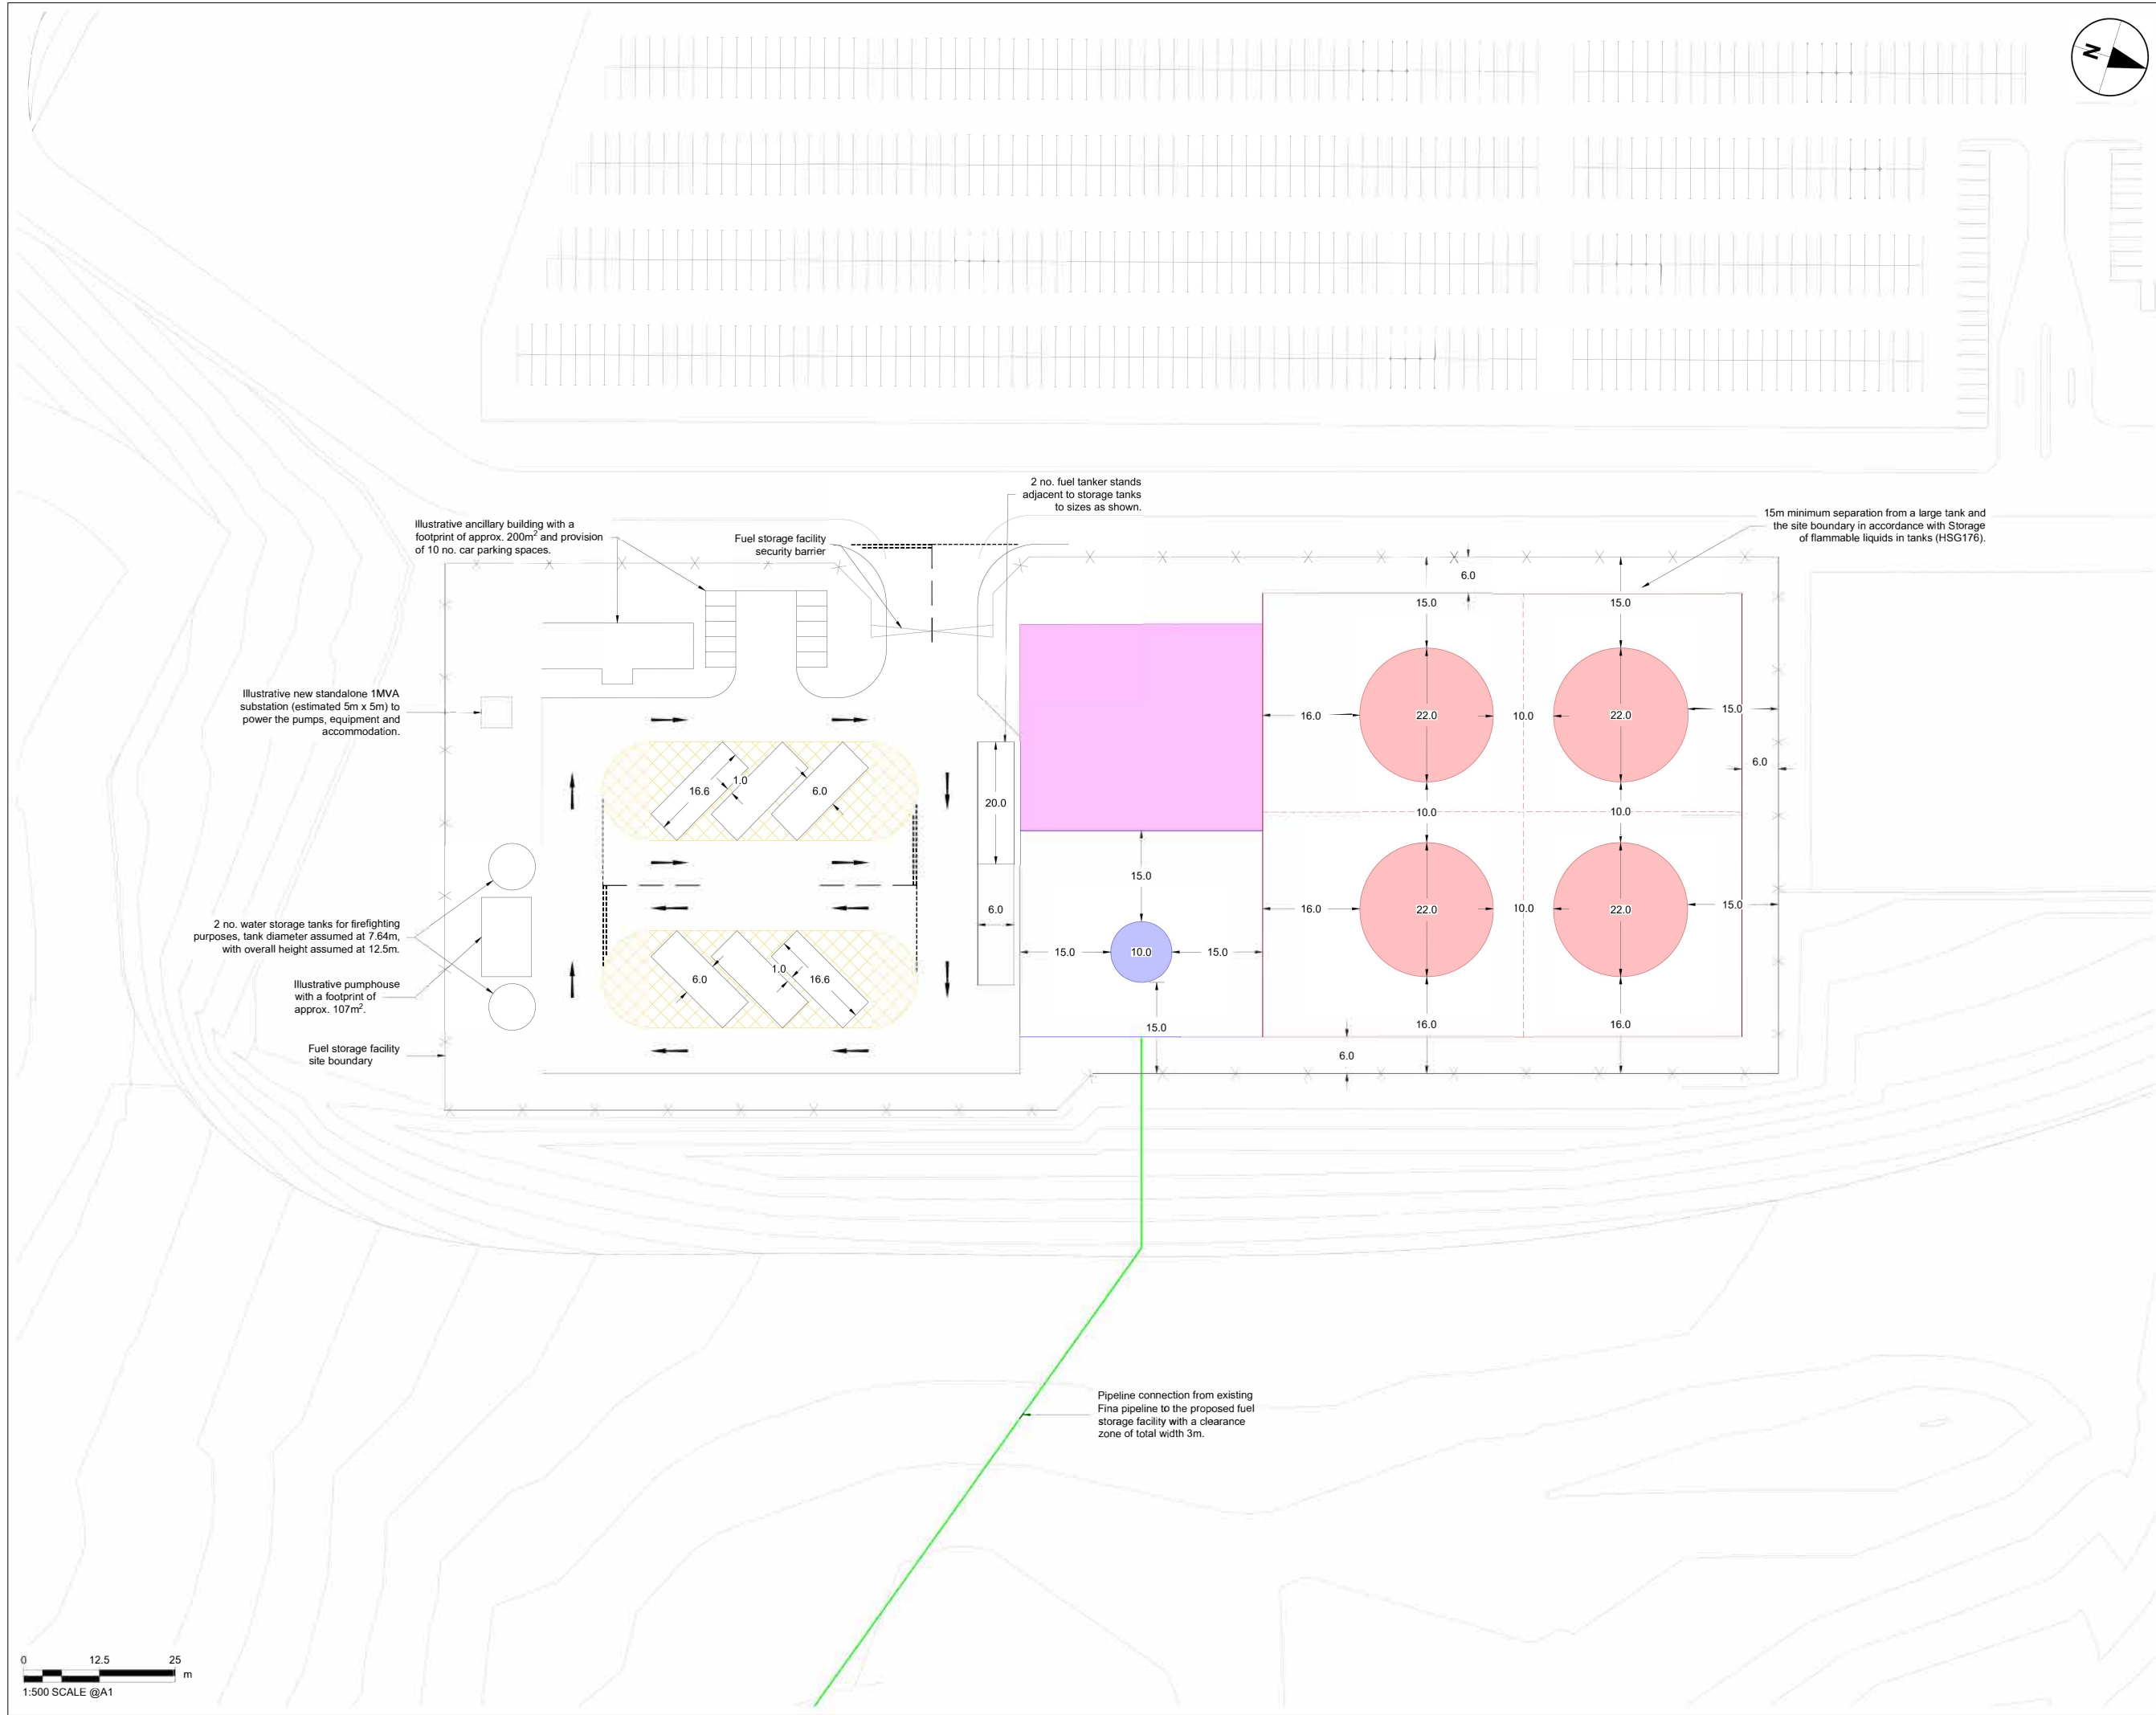 N
2 no. fuel tanker stands
adjacent to storage tanks
to sizes as shown.
15m minimum separation from a large tank and
the site boundary in accordance with Storage
of flammable liquids in tanks (HSG176).
Illustrative ancillary building with a
footprint of approx. 200m² and provision
of 10 no. car parking spaces.
Fuel storage facility
security barrier
6.0
15.0
15.0
Illustrative new standalone 1MVA
substation (estimated 5m x 5m) to
power the pumps, equipment and
accommodation.
16.0
22.0
10.0
22.0
15.0
6.0
1.0
16.6
6.0
20.0
10.0
10.0
15.0
6.0
16.0
22.0
10.0
22.0
15.0
2 no. water storage tanks for firefighting
purposes, tank diameter assumed at 7.64m,
with overall height assumed at 12.5m.
15.0
10.0
15.0
6.0
1.0
16.6
Illustrative pumphouse
with a footprint of
approx. 107m².
15.0
16.0
16.0
Fuel storage facility
site boundary
6.0
Pipeline connection from existing
Fina pipeline to the proposed fuel
storage facility with a clearance
zone of total width 3m.
0 12.5 25
m
1:500 SCALE @A1